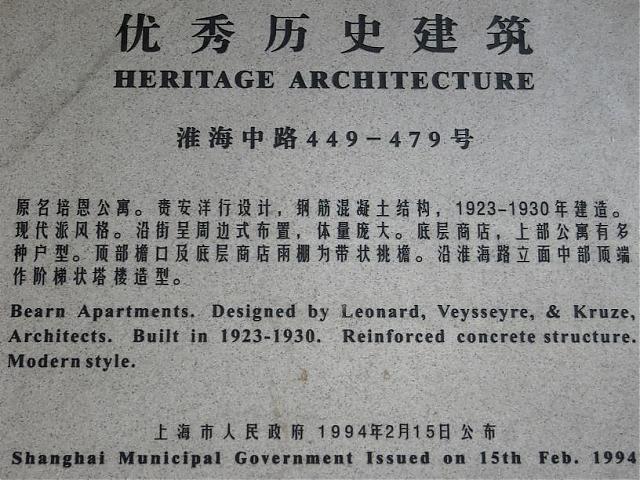 优秀历史建筑
HERITAGE ARCHITECTURE
淮海中路449-479号
原名培恩公寓。赉安洋行设计，钢筋混凝土结构，1923-1930年建造。
现代派风格。沿街呈周边式布置，体量庞大。底层商店，上部公寓有多
种户型。顶部檐口及底层商店雨棚为带状挑檐。沿淮海路立面中部顶端
作阶梯状塔楼造型。
Bearn Apartments. Designed by Leonard, Veysseyre, & Kruze,
Architects. Built in 1923-1930. Reinforced concrete structure.
Modern style.
上海市人民政府 1994年2月15日公布
Shanghai Municipal Government Issued on 15th Feb. 1994